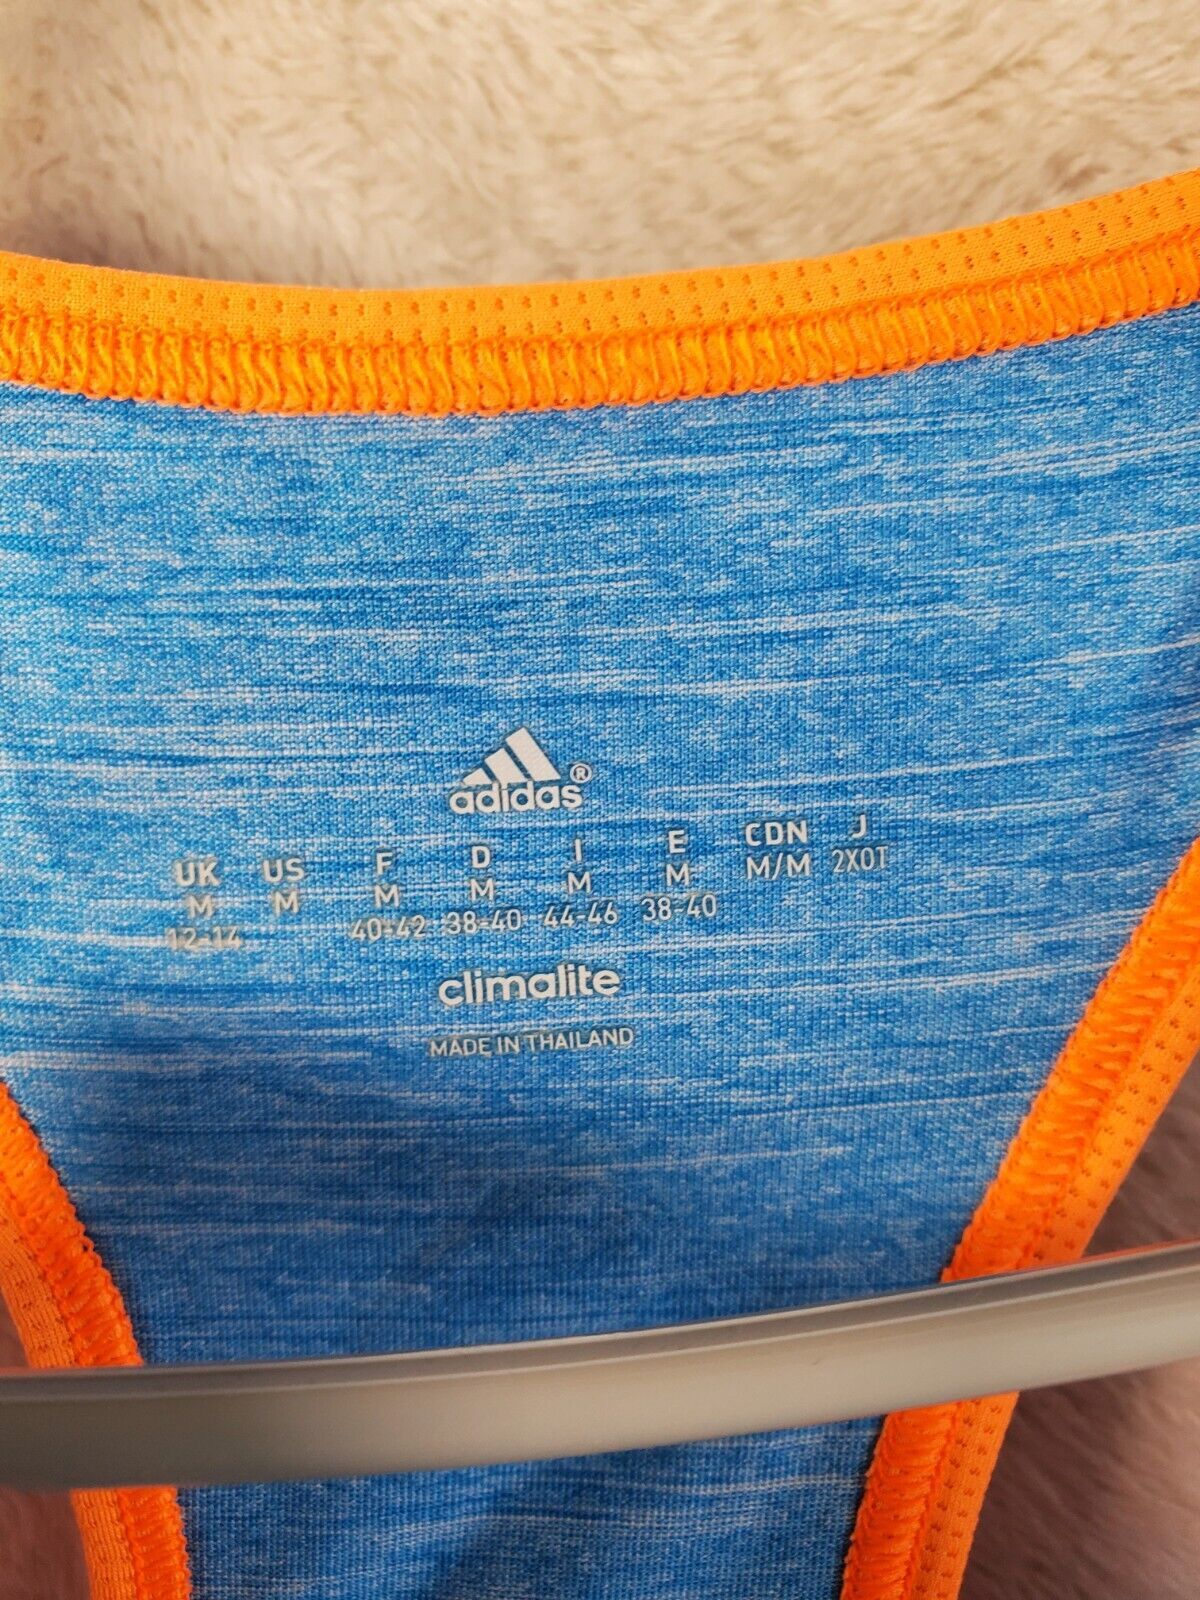 adidas®
UK US F D I E CDN J
M M M M M M M/M 2XOT
12-14 40-42 38-40 44-46 38-40
climalite
MADE IN THAILAND